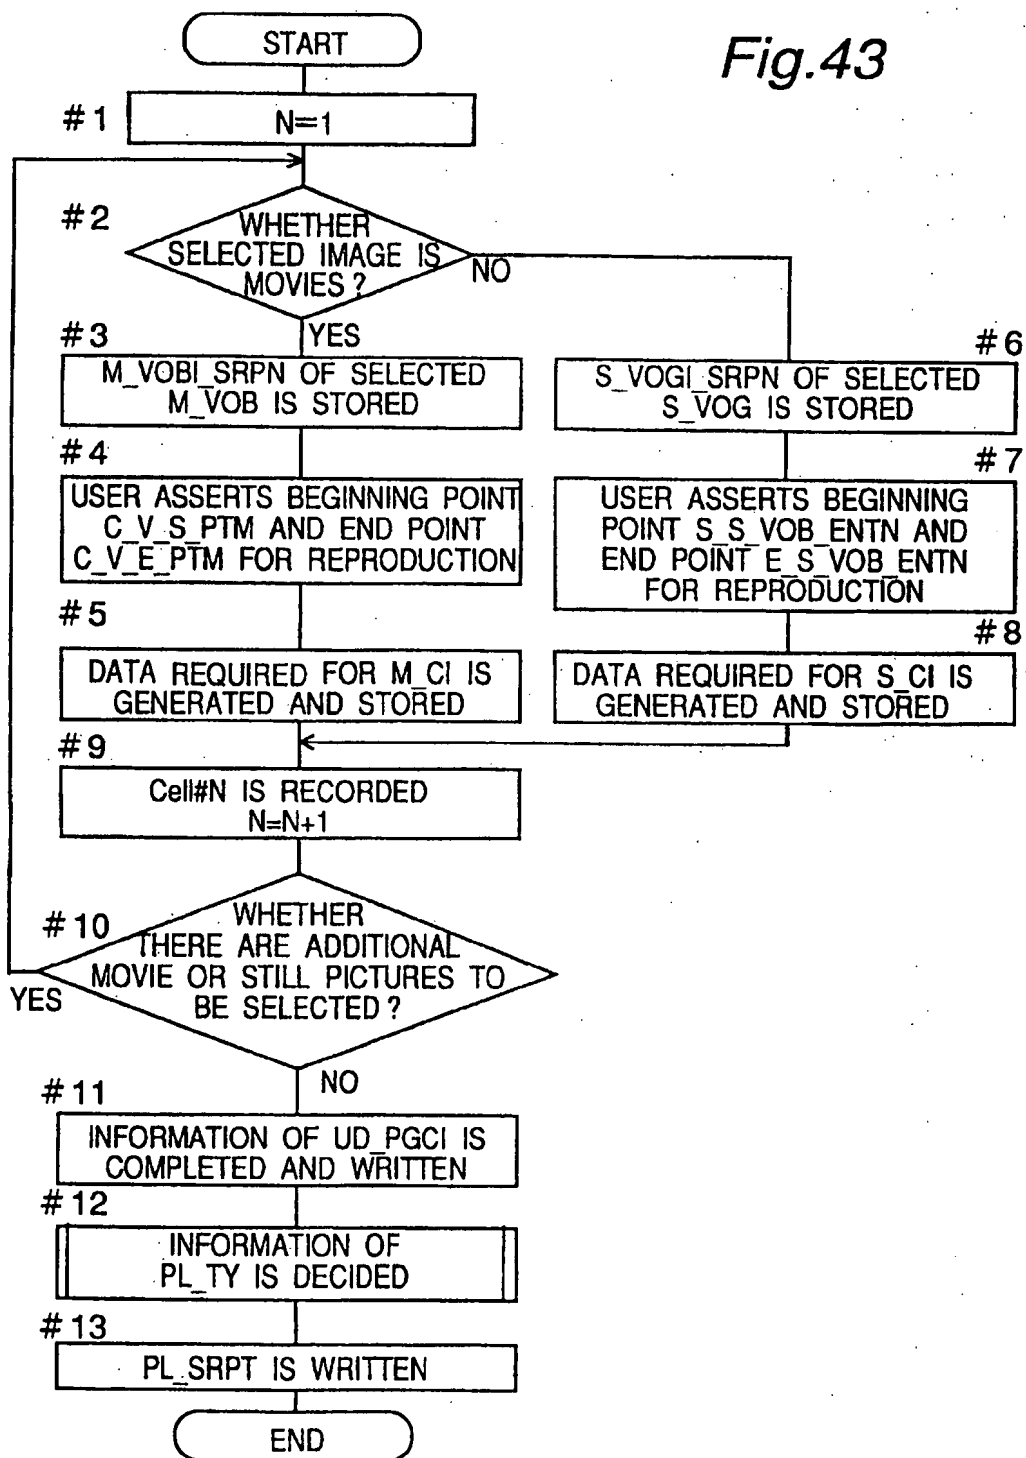 Fig.43
START
#1
N=1
#2
WHETHER
SELECTED IMAGE IS
MOVIES?
NO
YES
#3
M_VOBI_SRPN OF SELECTED
M_VOB IS STORED
#6
S_VOGI_SRPN OF SELECTED
S_VOG IS STORED
#4
USER ASSERTS BEGINNING POINT
C_V_S_PTM AND END POINT
C_V_E_PTM FOR REPRODUCTION
#7
USER ASSERTS BEGINNING
POINT S_S_VOB_ENTN AND
END POINT E_S_VOB_ENTN
FOR REPRODUCTION
#5
DATA REQUIRED FOR M_CI IS
GENERATED AND STORED
#8
DATA REQUIRED FOR S_CI IS
GENERATED AND STORED
#9
Cell#N IS RECORDED
N=N+1
#10
WHETHER
THERE ARE ADDITIONAL
MOVIE OR STILL PICTURES TO
BE SELECTED?
YES
NO
#11
INFORMATION OF UD_PGCI IS
COMPLETED AND WRITTEN
#12
INFORMATION OF
PL_TY IS DECIDED
#13
PL_SRPT IS WRITTEN
END